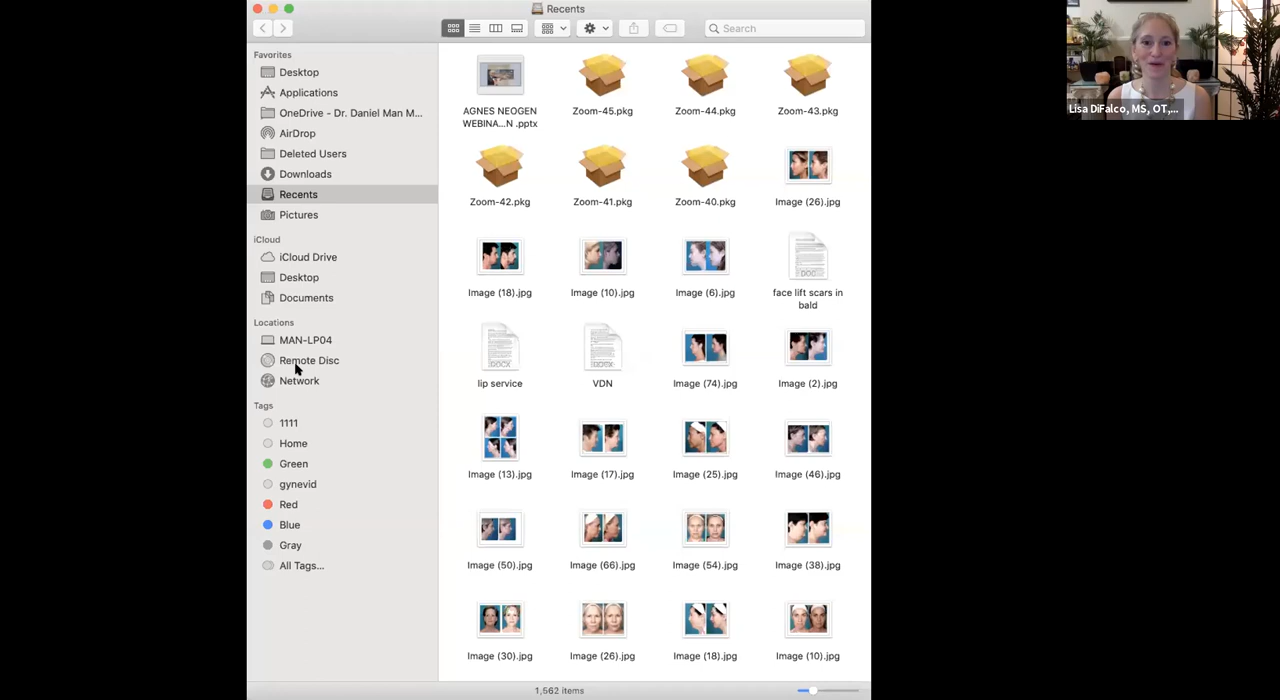 Recents
Search
Favorites
Desktop
Applications
OneDrive - Dr. Daniel Man M...
AirDrop
Deleted Users
Downloads
Recents
Pictures
iCloud
iCloud Drive
Desktop
Documents
Locations
MAN-LP04
Remote Disc
Network
Tags
1111
Home
Green
gynevid
Red
Blue
Gray
All Tags...
AGNES NEOGEN
WEBINA...N .pptx
Zoom-45.pkg
Zoom-44.pkg
Zoom-43.pkg
Zoom-42.pkg
Zoom-41.pkg
Zoom-40.pkg
Image (26).jpg
Image (18).jpg
Image (10).jpg
Image (6).jpg
DOC
face lift scars in
bald
DOCX
lip service
DOTX
VDN
Image (74).jpg
Image (2).jpg
Image (13).jpg
Image (17).jpg
Image (25).jpg
Image (46).jpg
Image (50).jpg
Image (66).jpg
Image (54).jpg
Image (38).jpg
Image (30).jpg
Image (26).jpg
Image (18).jpg
Image (10).jpg
1,562 items
Lisa DiFalco, MS, OT,...